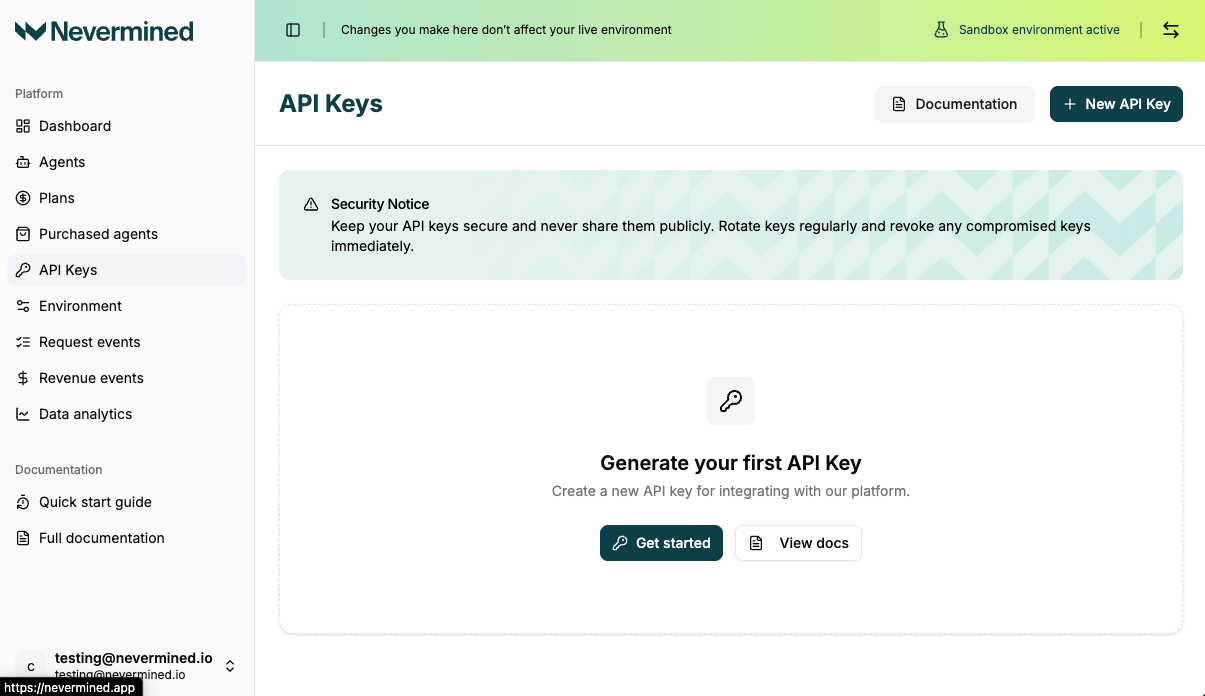 Nevermined
Changes you make here don't affect your live environment
Sandbox environment active
Platform
Dashboard
Agents
Plans
Purchased agents
API Keys
Environment
Request events
Revenue events
Data analytics
Documentation
Quick start guide
Full documentation
testing@nevermined.io
testing@nevermined.io
c
https://nevermined.app
API Keys
Documentation
New API Key
Security Notice
Keep your API keys secure and never share them publicly. Rotate keys regularly and revoke any compromised keys
immediately.
Generate your first API Key
Create a new API key for integrating with our platform.
Get started
View docs